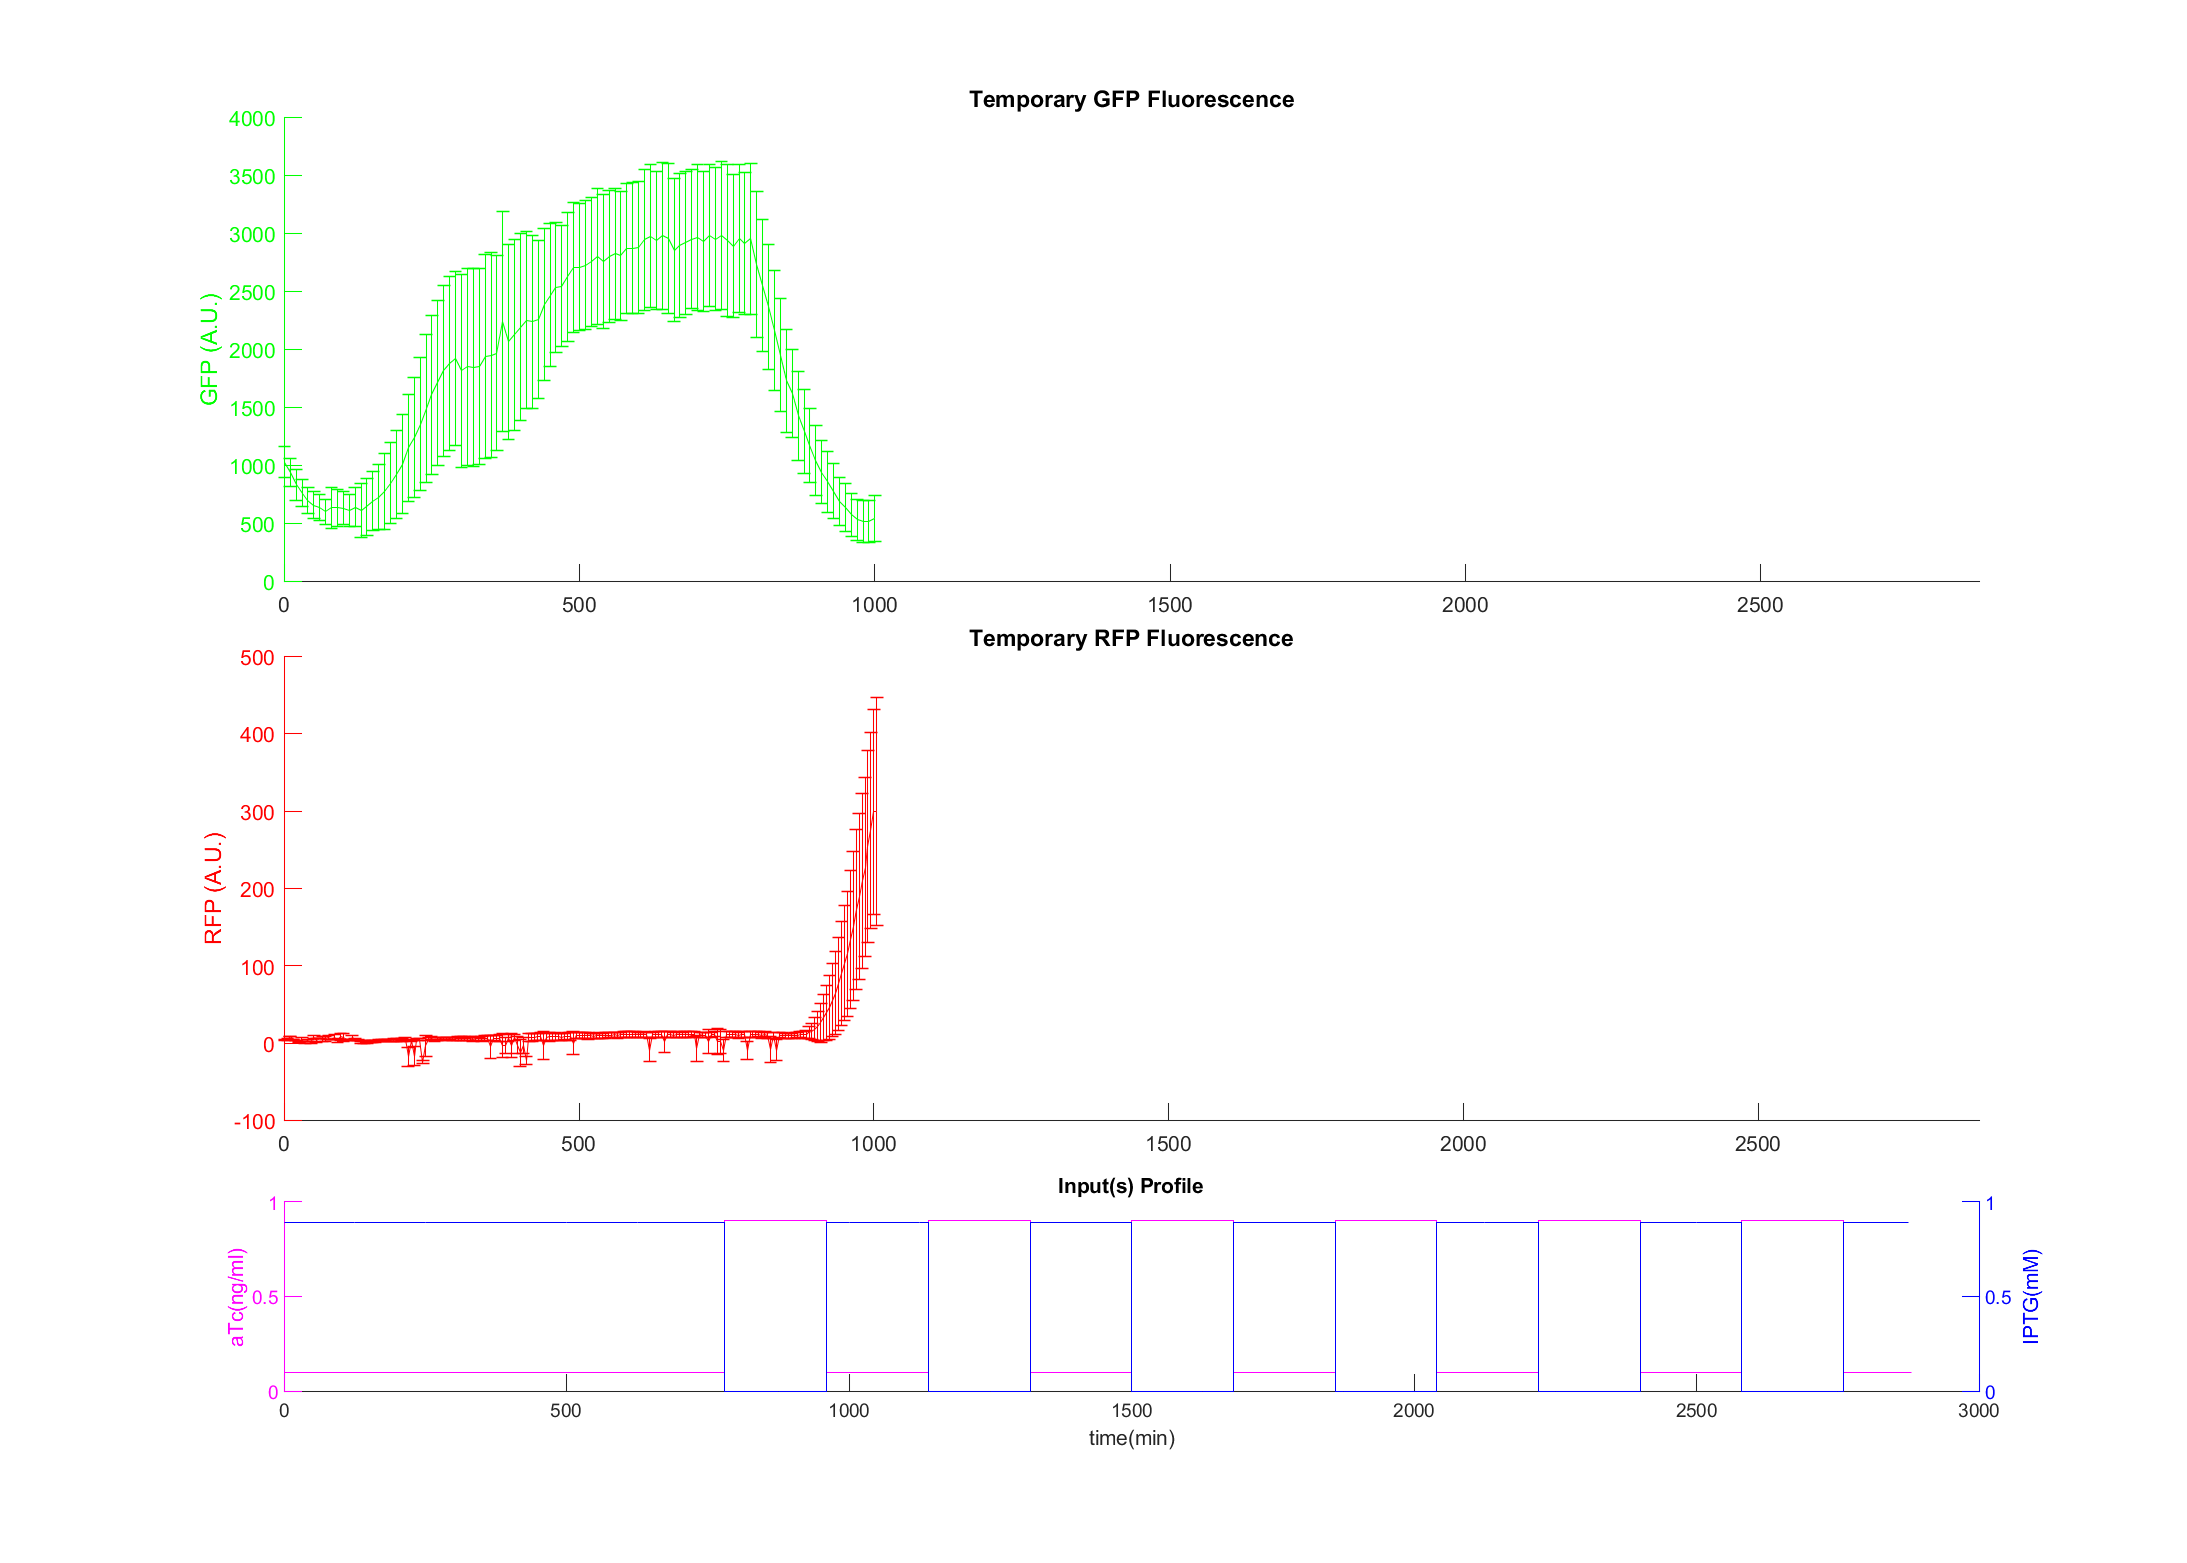 Temporary GFP Fluorescence
4000
3500
3000
2500
2000
1500
1000
500
0
GFP (A.U.)
0 500 1000 1500 2000 2500
Temporary RFP Fluorescence
500
400
300
200
100
0
-100
RFP (A.U.)
0 500 1000 1500 2000 2500
Input(s) Profile
1
0.5
0
aTc(ng/ml)
1
0.5
0
IPTG(mM)
0 500 1000 1500 2000 2500 3000
time(min)